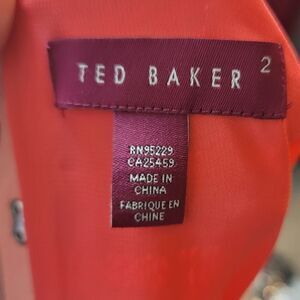 TED BAKER 2
RN95229
CA25459
MADE IN
CHINA
FABRIQUE EN
CHINE